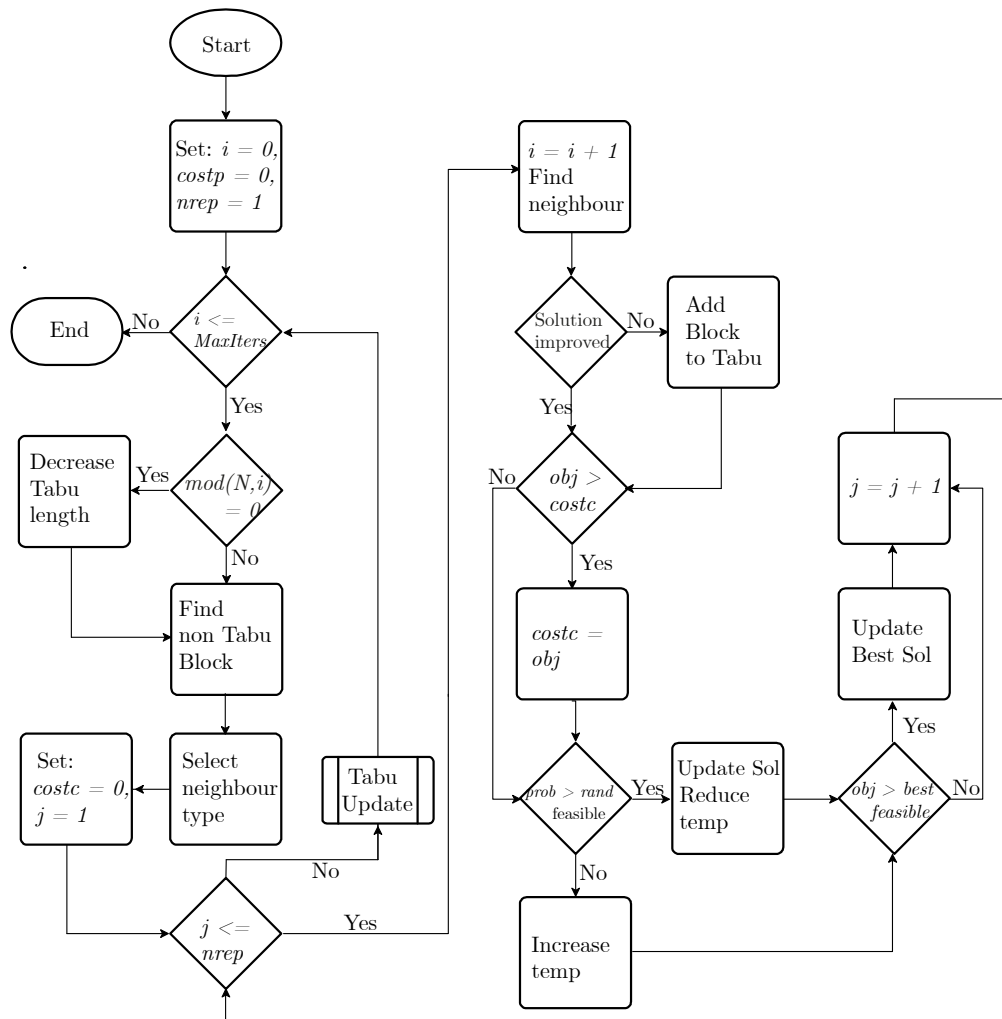 Start
Set: i = 0,
costp = 0,
nrep = 1
i <=
MaxIters
No
End
Yes
mod(N,i)
= 0
Yes
Decrease
Tabu
length
No
Find
non Tabu
Block
Select
neighbour
type
Set:
costc = 0,
j = 1
Tabu
Update
No
j <=
nrep
Yes
i = i + 1
Find
neighbour
Solution
improved
No
Add
Block
to Tabu
Yes
obj >
costc
No
Yes
costc =
obj
prob > rand
feasible
Yes
Update Sol
Reduce
temp
No
Increase
temp
obj > best
feasible
No
Yes
Update
Best Sol
j = j + 1